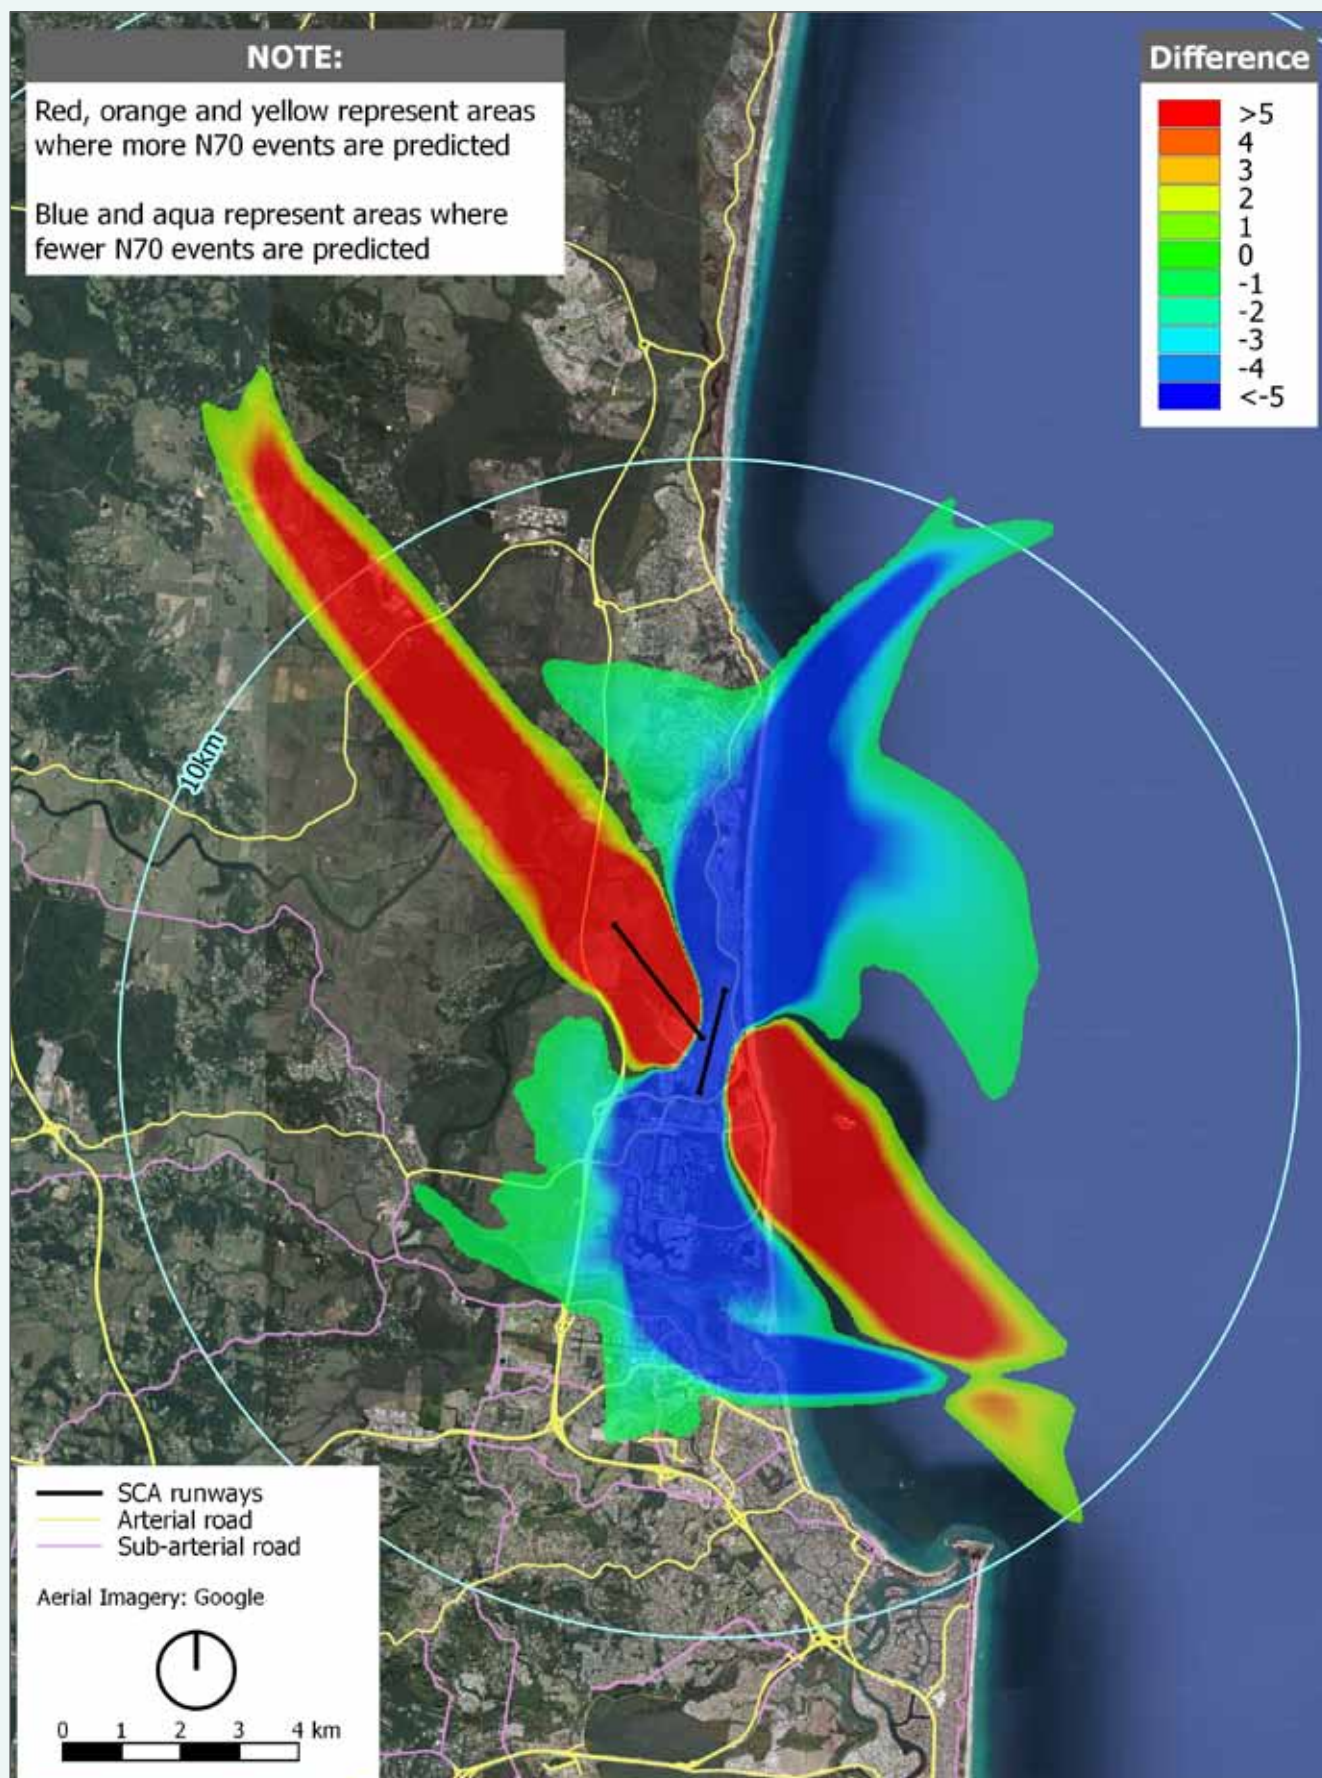 NOTE:
Red, orange and yellow represent areas
where more N70 events are predicted
Blue and aqua represent areas where
fewer N70 events are predicted
Difference
>5
4
3
2
1
0
-1
-2
-3
-4
<-5
10km
SCA runways
Arterial road
Sub-arterial road
Aerial Imagery: Google
0 1 2 3 4 km